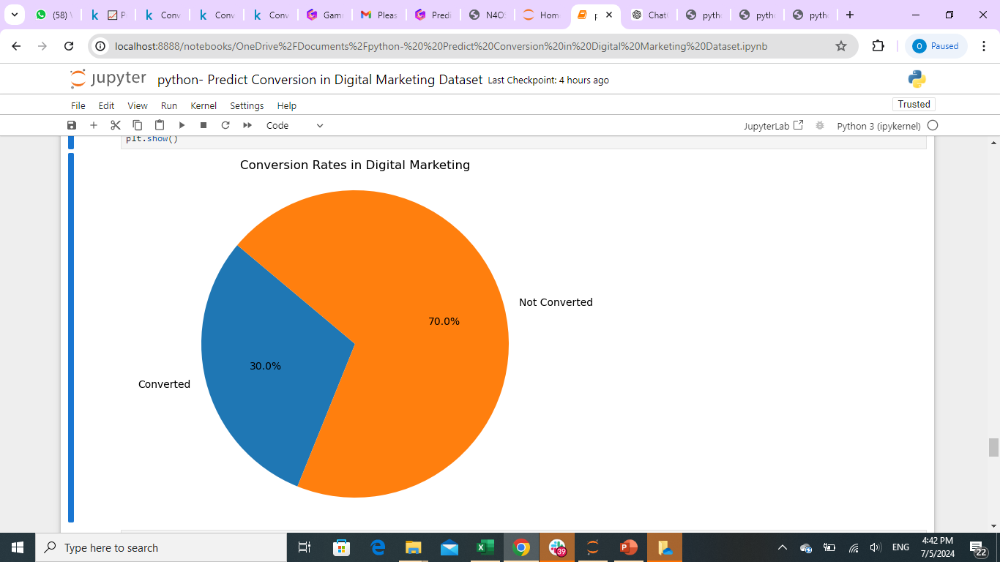 (58)
P
Conv
Conv
Conv
Game
Pleas
Predi
N4O
Hom
p
Chat
pyth
pyth
pyth
localhost:8888/notebooks/OneDrive%2FDocuments%2Fpython-%20%20Predict%20Conversion%20in%20Digital%20Marketing%20Dataset.ipynb
O Paused
jupyter python- Predict Conversion in Digital Marketing Dataset Last Checkpoint: 4 hours ago
File Edit View Run Kernel Settings Help
Trusted
Code
JupyterLab
Python 3 (ipykernel)
plt.show()
Conversion Rates in Digital Marketing
Not Converted
70.0%
30.0%
Converted
Type here to search
39
ENG
4:42 PM
7/5/2024
22